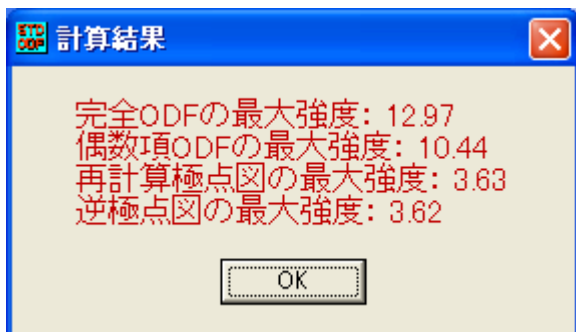 STD
ODF
計算結果
完全ODFの最大強度: 12.97
偶数項ODFの最大強度: 10.44
再計算極点図の最大強度: 3.63
逆極点図の最大強度: 3.62
OK